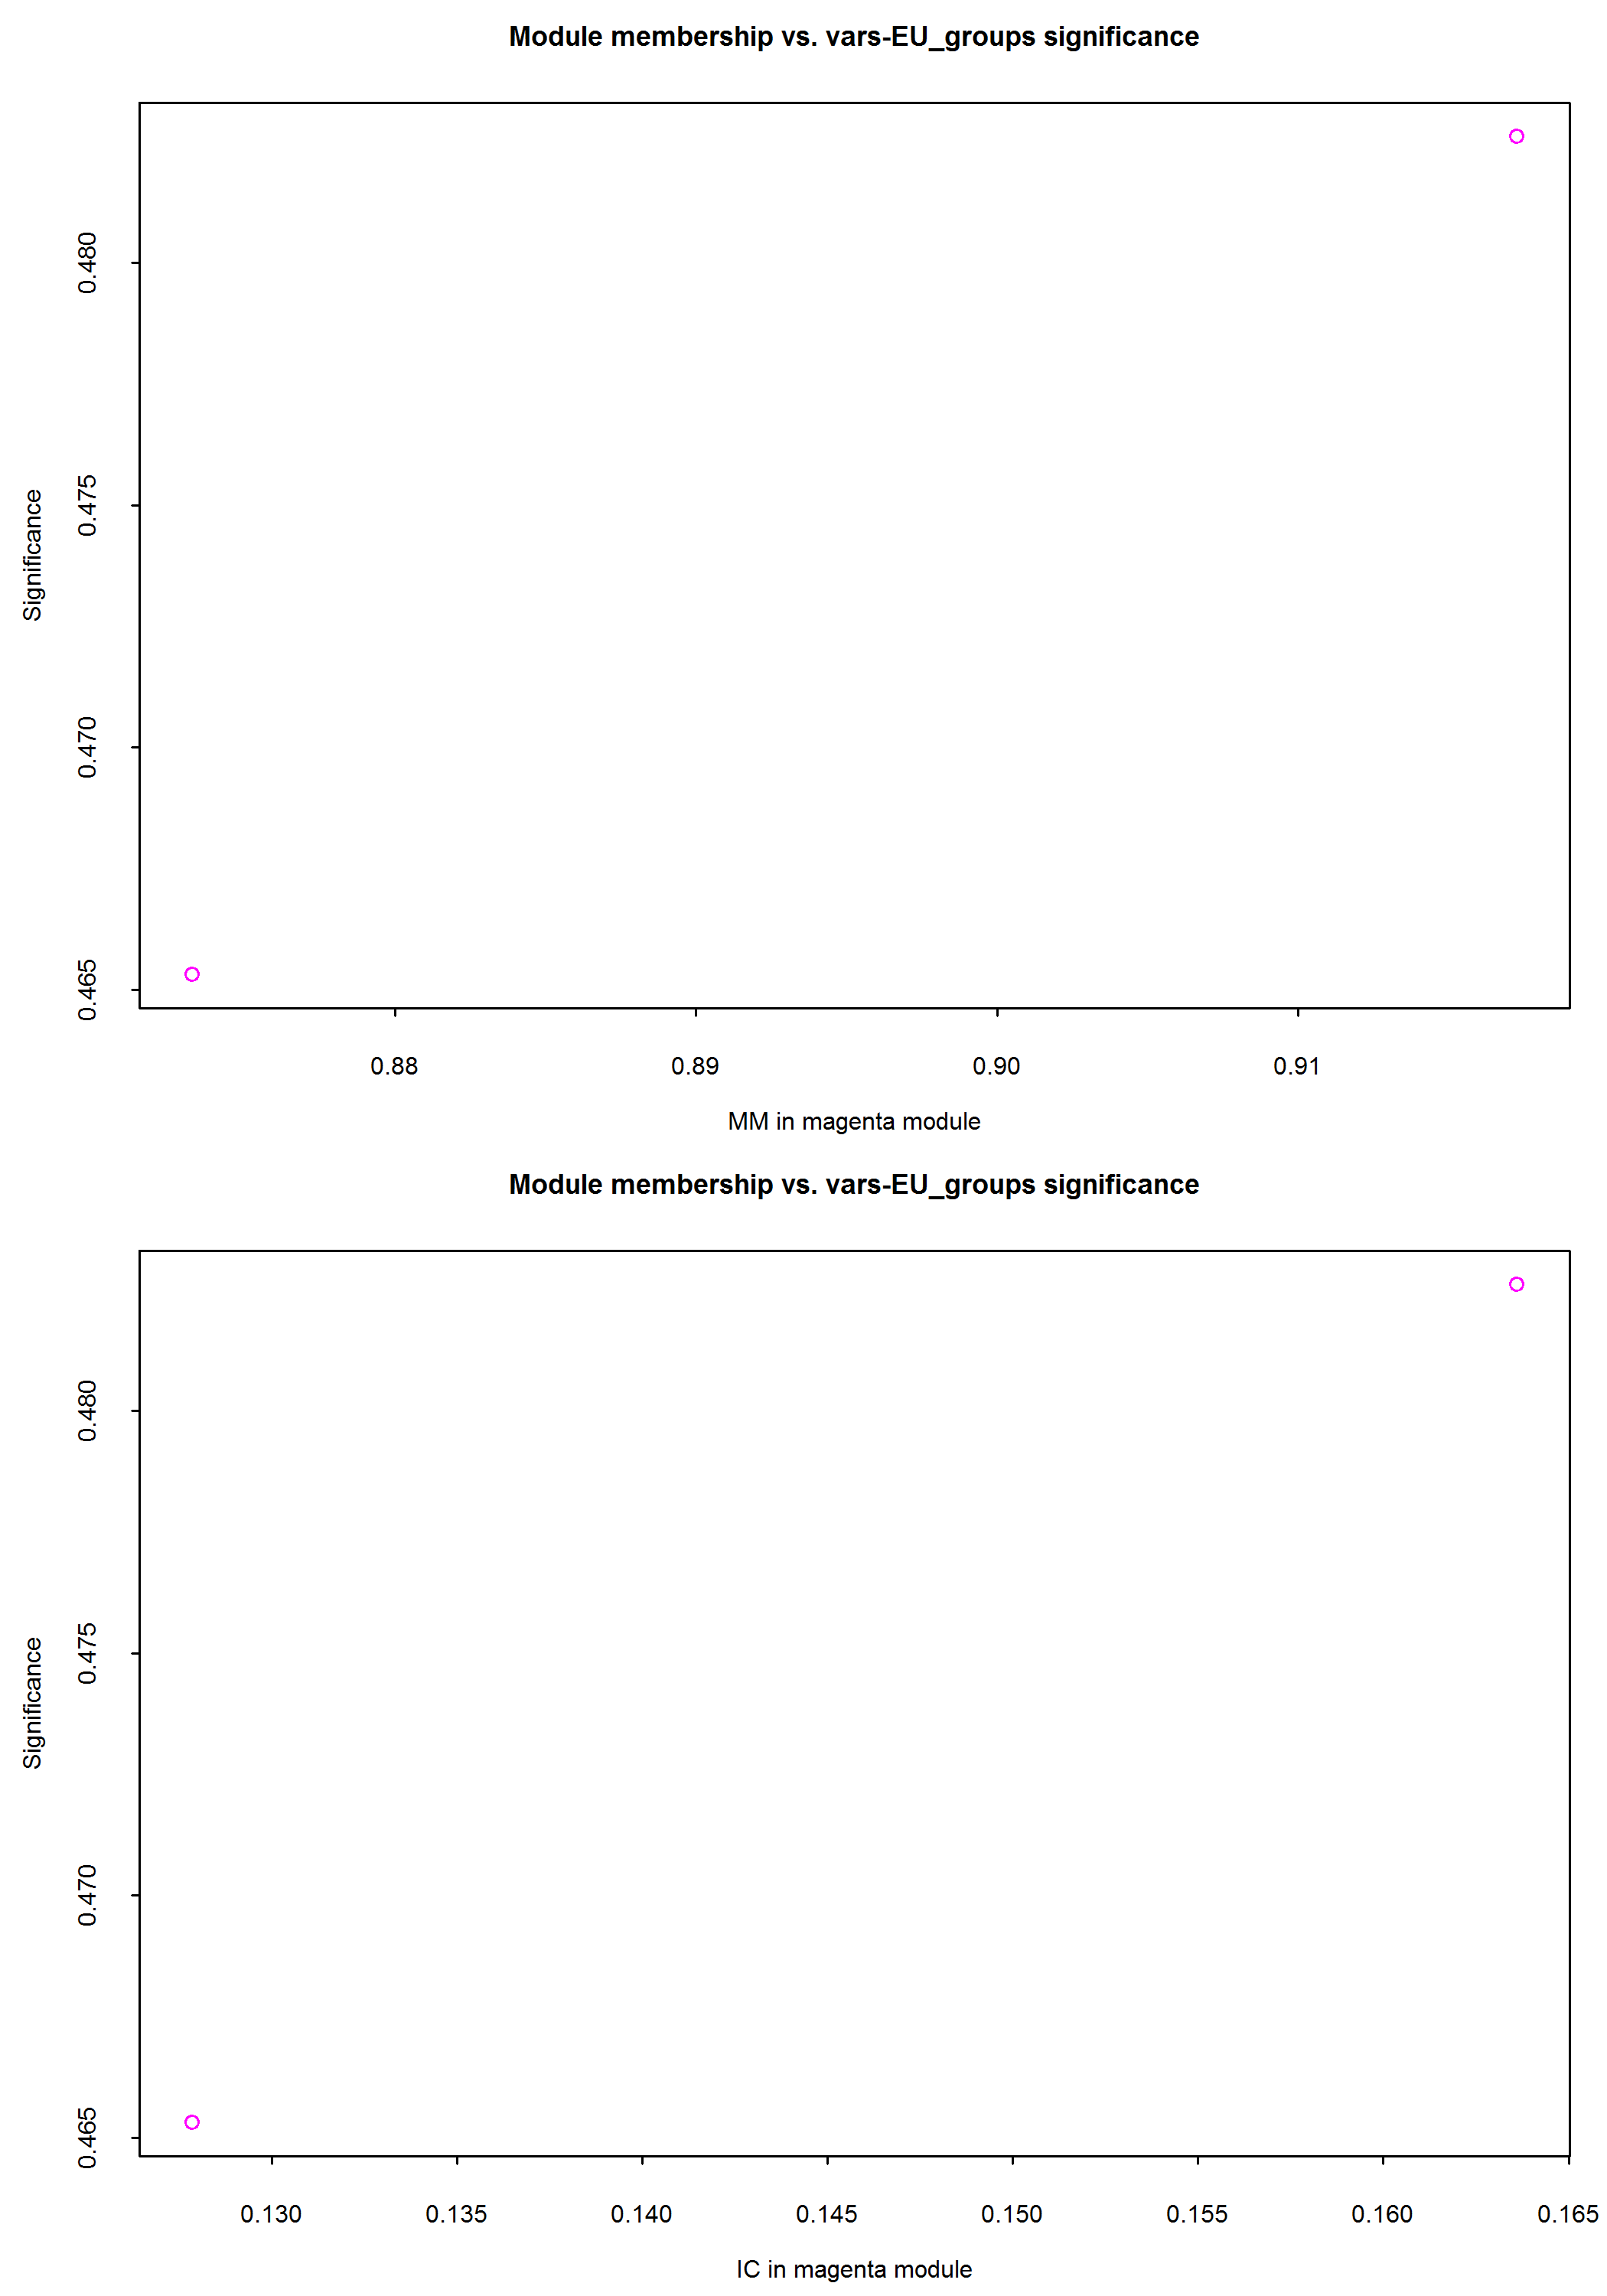 Module membership vs. vars-EU_groups significance
0.480
0.475
0.470
0.465
Significance
0.88 0.89 0.90 0.91
MM in magenta module
Module membership vs. vars-EU_groups significance
0.480
0.475
0.470
0.465
Significance
0.130 0.135 0.140 0.145 0.150 0.155 0.160 0.165
IC in magenta module